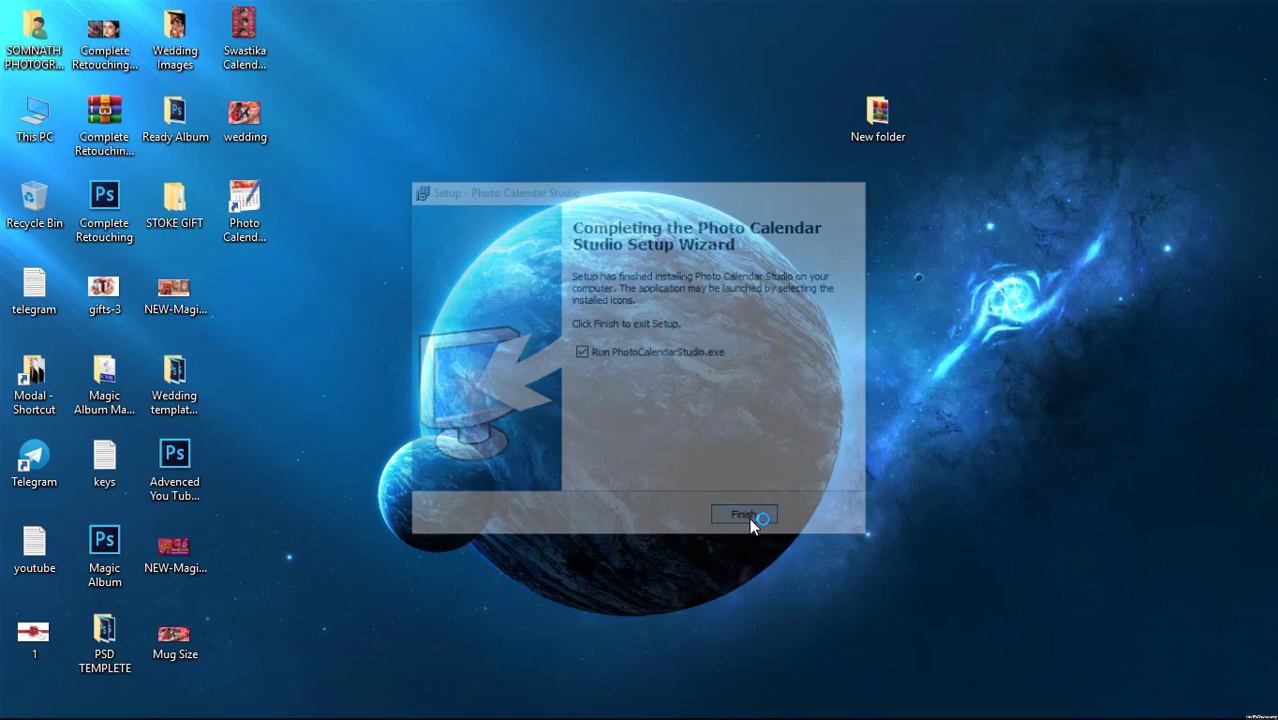 SOMNATH
PHOTOGR...
Complete
Retouching...
Wedding
Images
Swastika
Calend...
This PC
Complete
Retouchin...
Ready Album
wedding
New folder
Recycle Bin
Complete
Retouching
STOKE GIFT
Photo
Calend...
telegram
gifts-3
NEW-Magi...
Modal -
Shortcut
Magic
Album Ma...
Wedding
templat...
Telegram
keys
Advenced
You Tub...
youtube
Magic
Album
NEW-Magi...
1
PSD
TEMPLETE
Mug Size
Setup - Photo Calendar Studio
Completing the Photo Calendar
Studio Setup Wizard
Setup has finished installing Photo Calendar Studio on your
computer. The application may be launched by selecting the
installed icons.
Click Finish to exit Setup.
Run PhotoCalendarStudio.exe
Finish